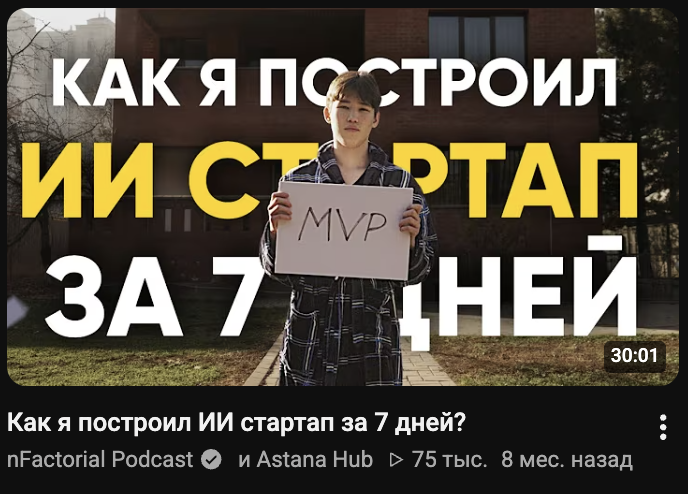 КАК Я ПОСТРОИЛ
ИИ СТАРТАП
MVP
ЗА 7 ДНЕЙ
30:01
Как я построил ИИ стартап за 7 дней?
nFactorial Podcast и Astana Hub 75 тыс. 8 мес. назад